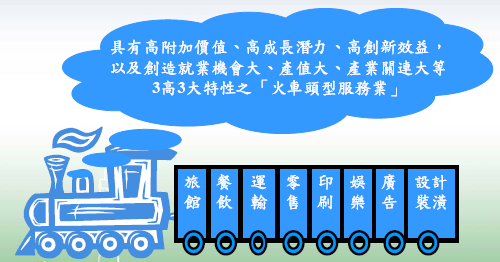 具有高附加價值、高成長潛力、高創新效益，
以及創造就業機會大、產值大、產業關連大等
3高3大特性之「火車頭型服務業」
旅館
餐飲
運輸
零售
印刷
娛樂
廣告
設計
裝潢